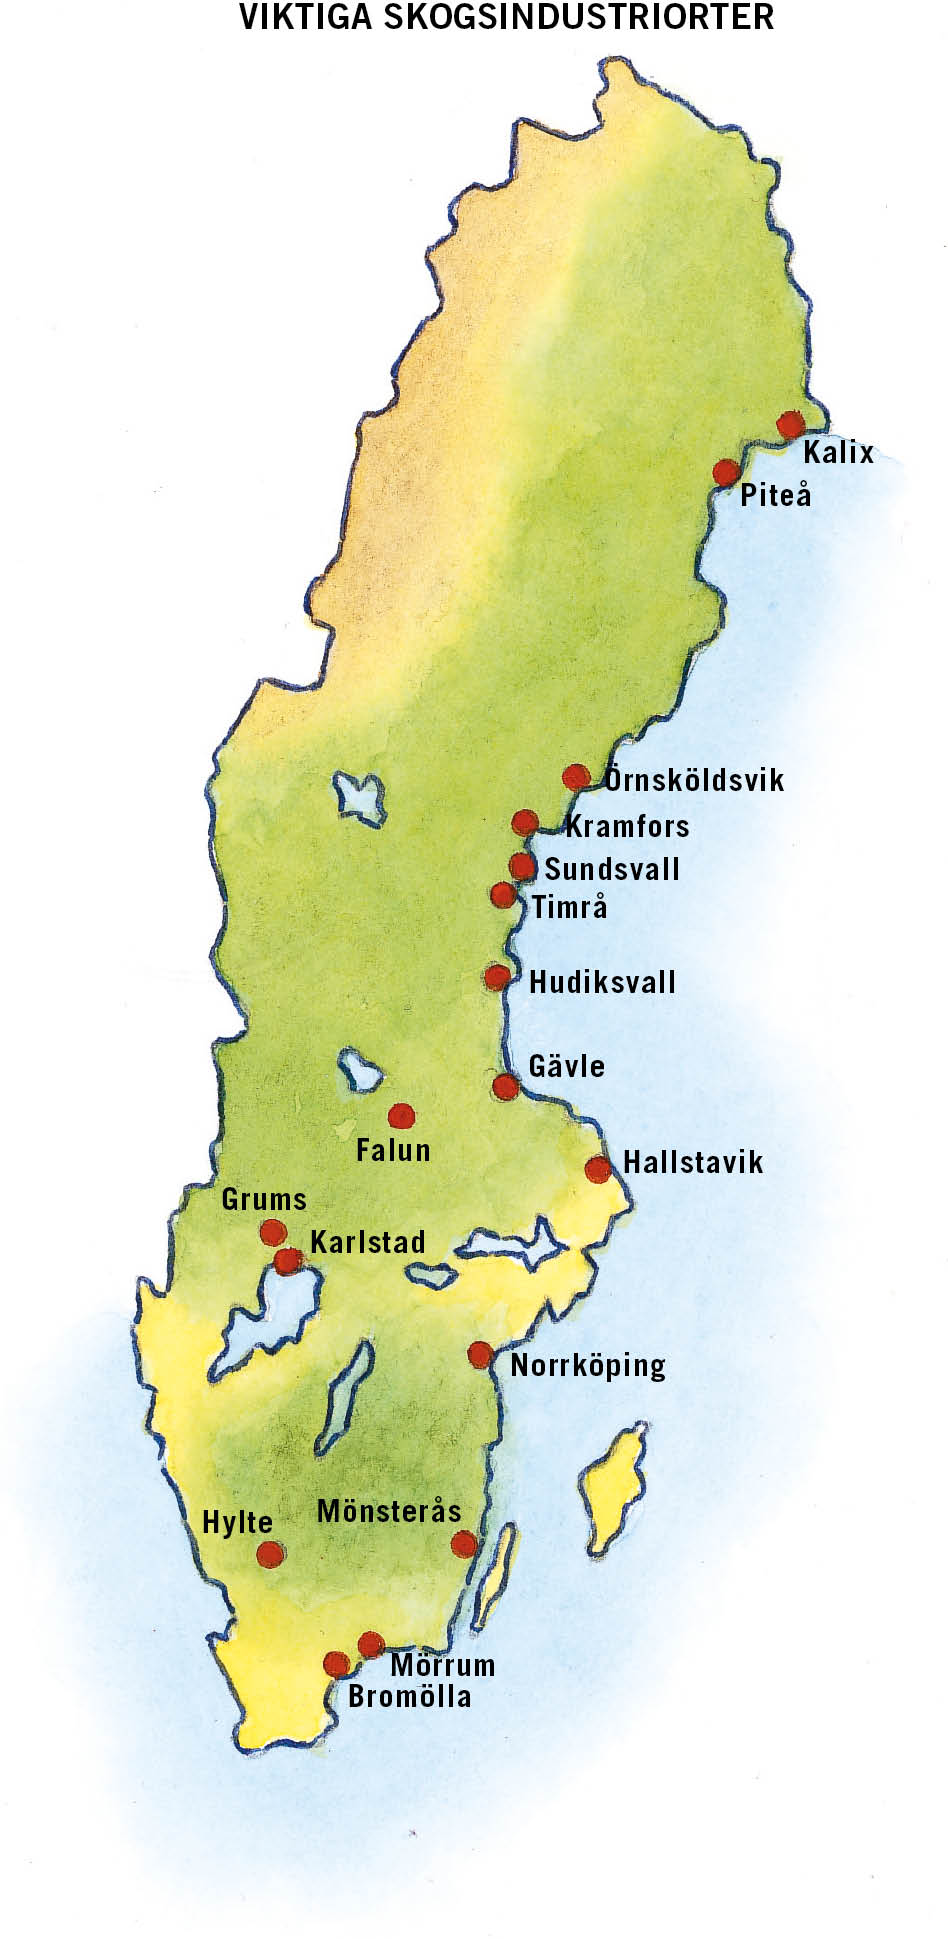 VIKTIGA SKOGSINDUSTRIORTER
Kalix
Piteå
Örnsköldsvik
Kramfors
Sundsvall
Timrå
Hudiksvall
Gävle
Falun
Hallstavik
Grums
Karlstad
Norrköping
Mönsterås
Hylte
Mörrum
Bromölla